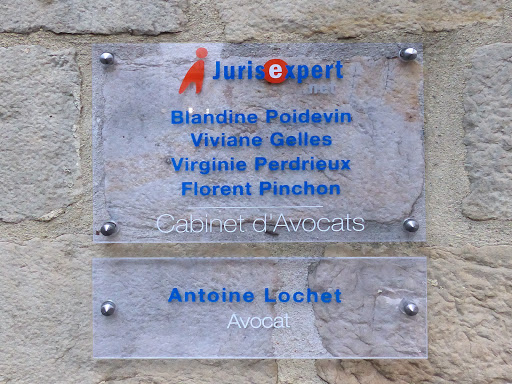 Jurisexpert
.net
Blandine Poidevin
Viviane Gelles
Virginie Perdrieux
Florent Pinchon
Cabinet d'Avocats
Antoine Lochet
Avocat